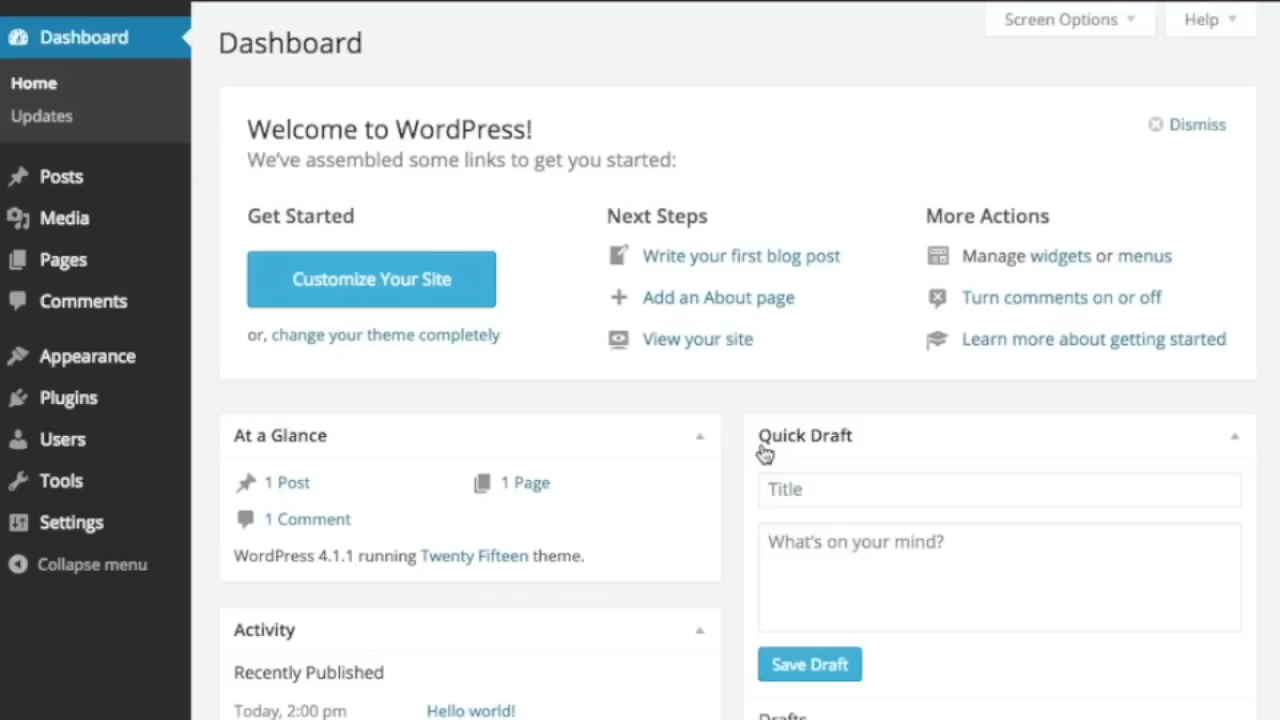 Dashboard
Home
Updates
Posts
Media
Pages
Comments
Appearance
Plugins
Users
Tools
Settings
Collapse menu
Screen Options
Help
Dashboard
Welcome to WordPress!
We've assembled some links to get you started:
Dismiss
Get Started
Customize Your Site
or, change your theme completely
Next Steps
Write your first blog post
Add an About page
View your site
More Actions
Manage widgets or menus
Turn comments on or off
Learn more about getting started
At a Glance
1 Post
1 Page
1 Comment
WordPress 4.1.1 running Twenty Fifteen theme.
Activity
Recently Published
Today, 2:00 pm
Hello world!
Quick Draft
Title
What's on your mind?
Save Draft
Drafts